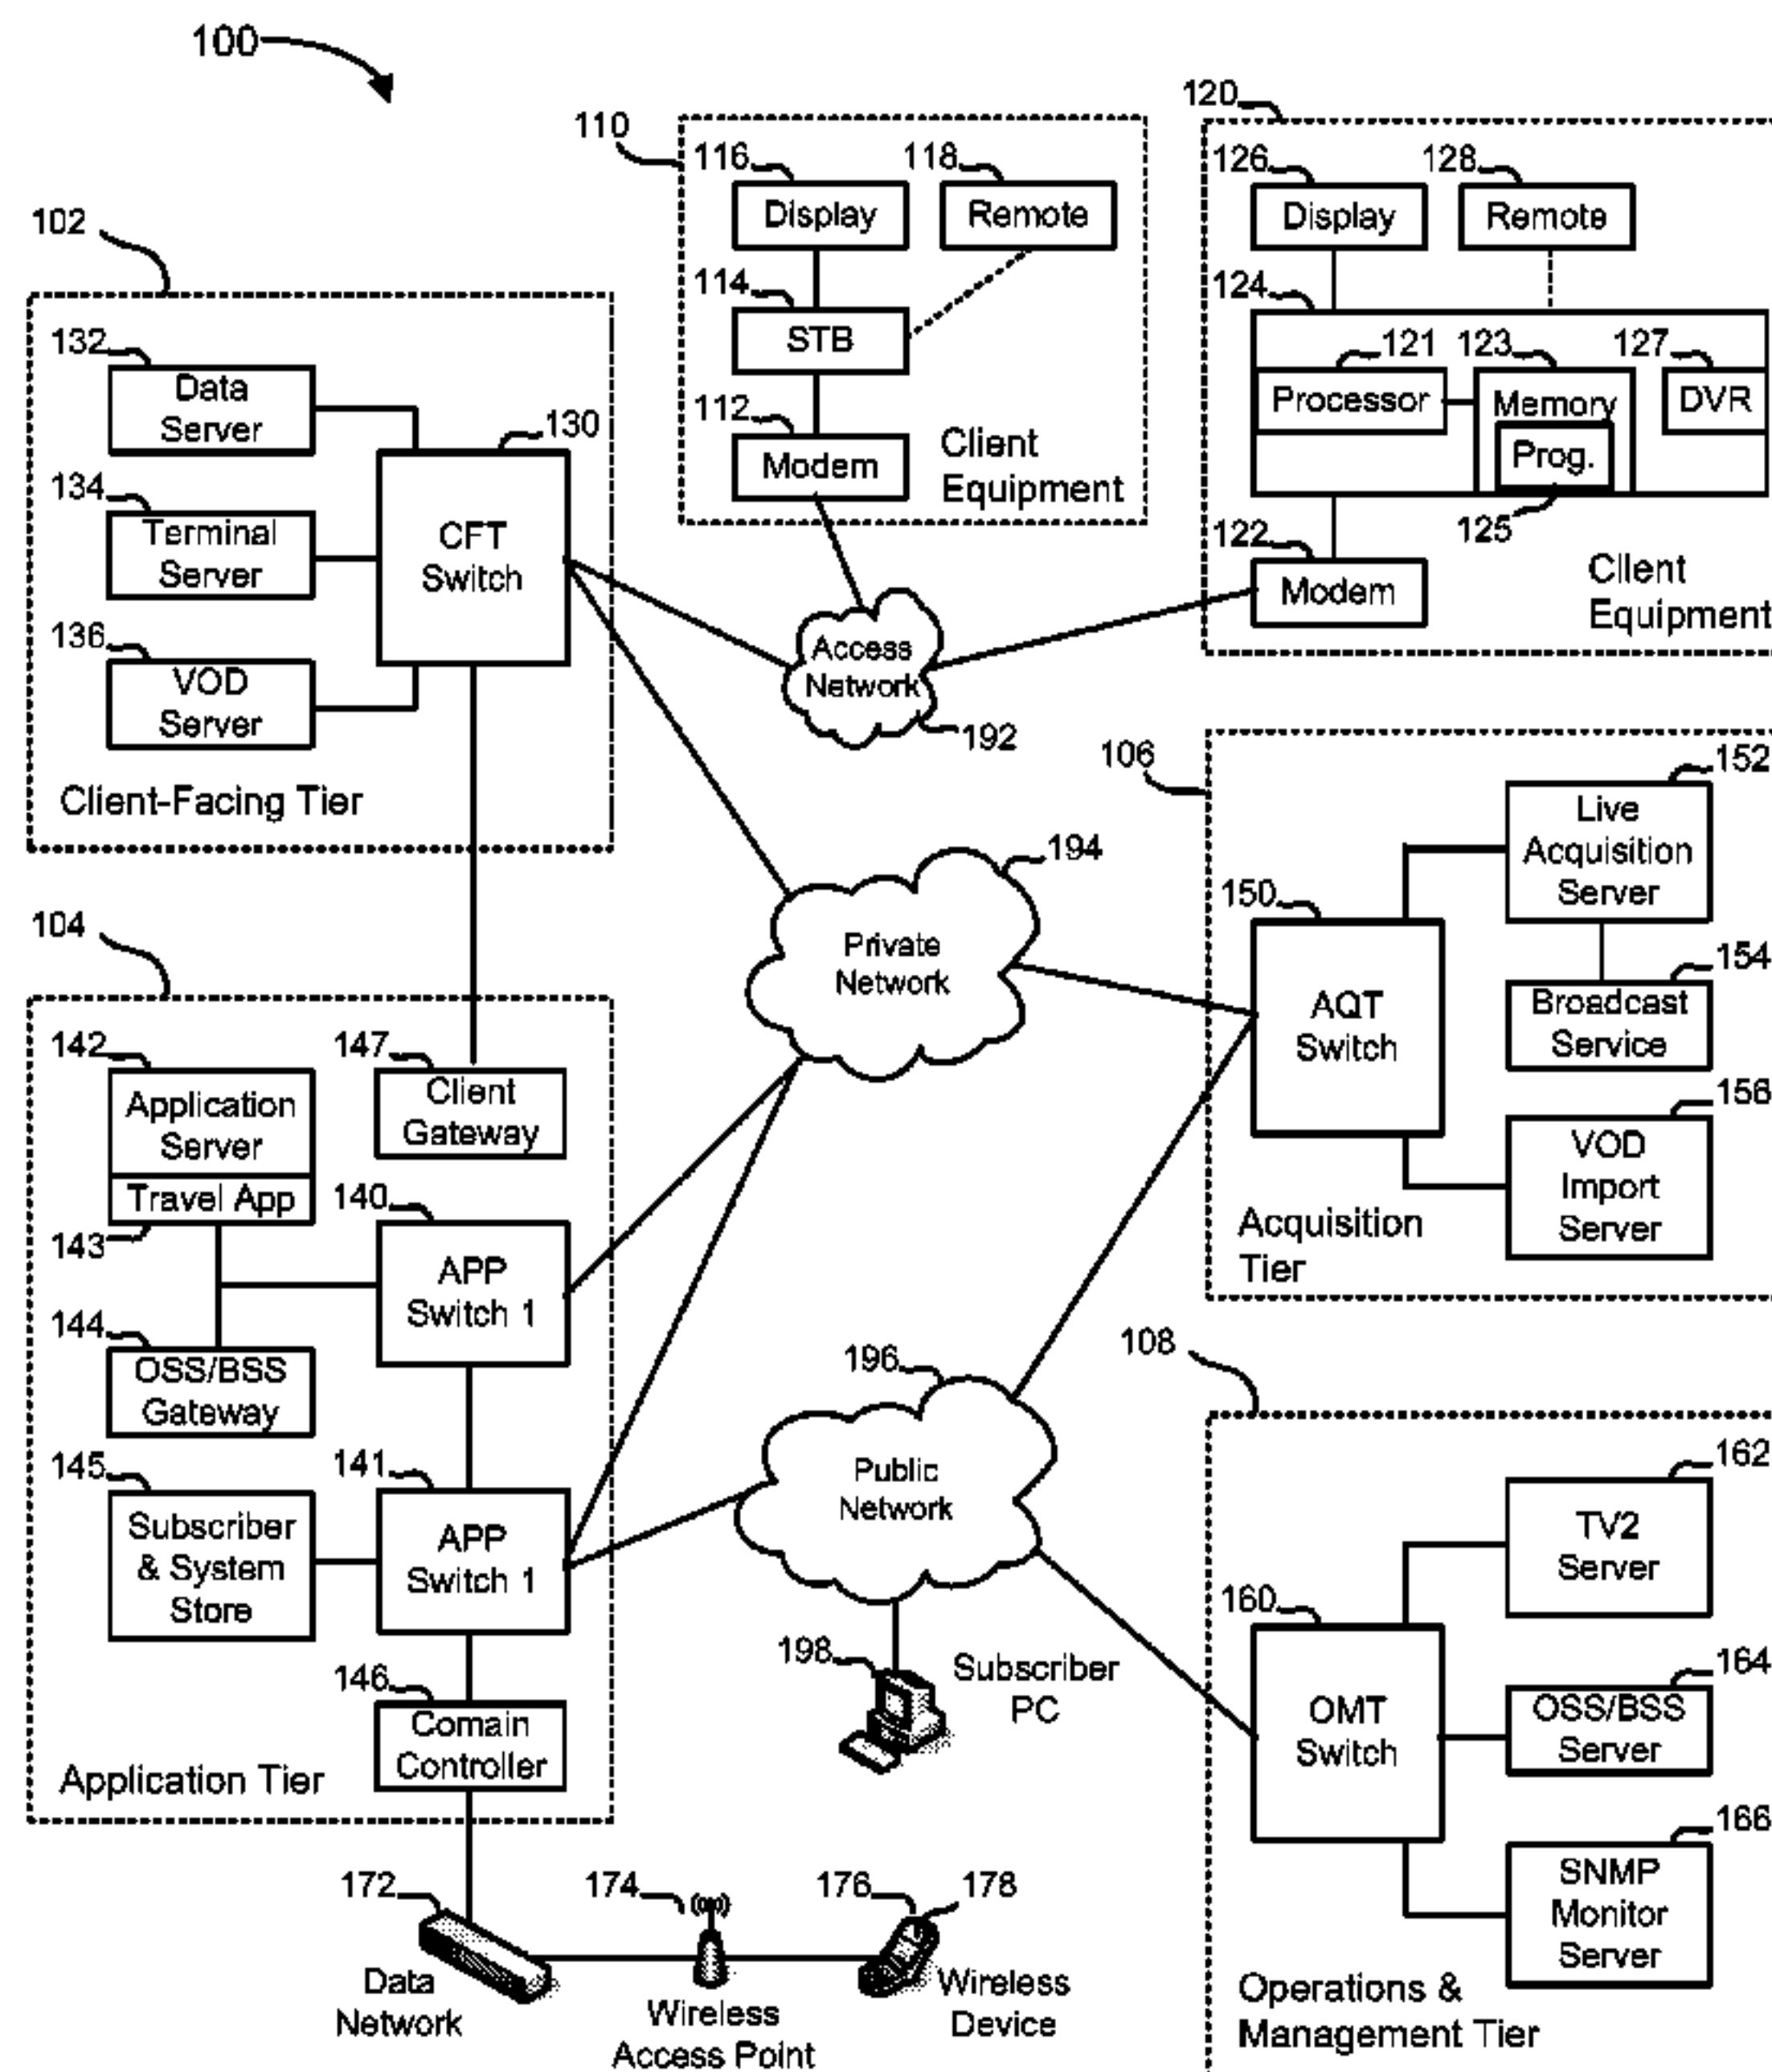 100
110
116
118
Display
Remote
114
STB
112
Modem
Client
Equipment
120
126
128
Display
Remote
124
121
123
127
Processor
Memory
DVR
Prog.
125
122
Modem
Client
Equipment
102
132
Data
Server
130
134
Terminal
Server
CFT
Switch
136
VOD
Server
Client-Facing Tier
Access
Network
192
106
152
Live
Acquisition
Server
150
154
AQT
Switch
Broadcast
Service
156
VOD
Import
Server
Acquisition
Tier
194
Private
Network
104
142
147
Application
Server
Client
Gateway
Travel App
143
140
APP
Switch 1
144
OSS/BSS
Gateway
145
141
Subscriber
& System
Store
APP
Switch 1
146
Comain
Controller
Application Tier
196
Public
Network
198
Subscriber
PC
108
162
TV2
Server
160
164
OMT
Switch
OSS/BSS
Server
166
SNMP
Monitor
Server
Operations &
Management Tier
172
174
176
178
Data
Network
Wireless
Access Point
Wireless
Device